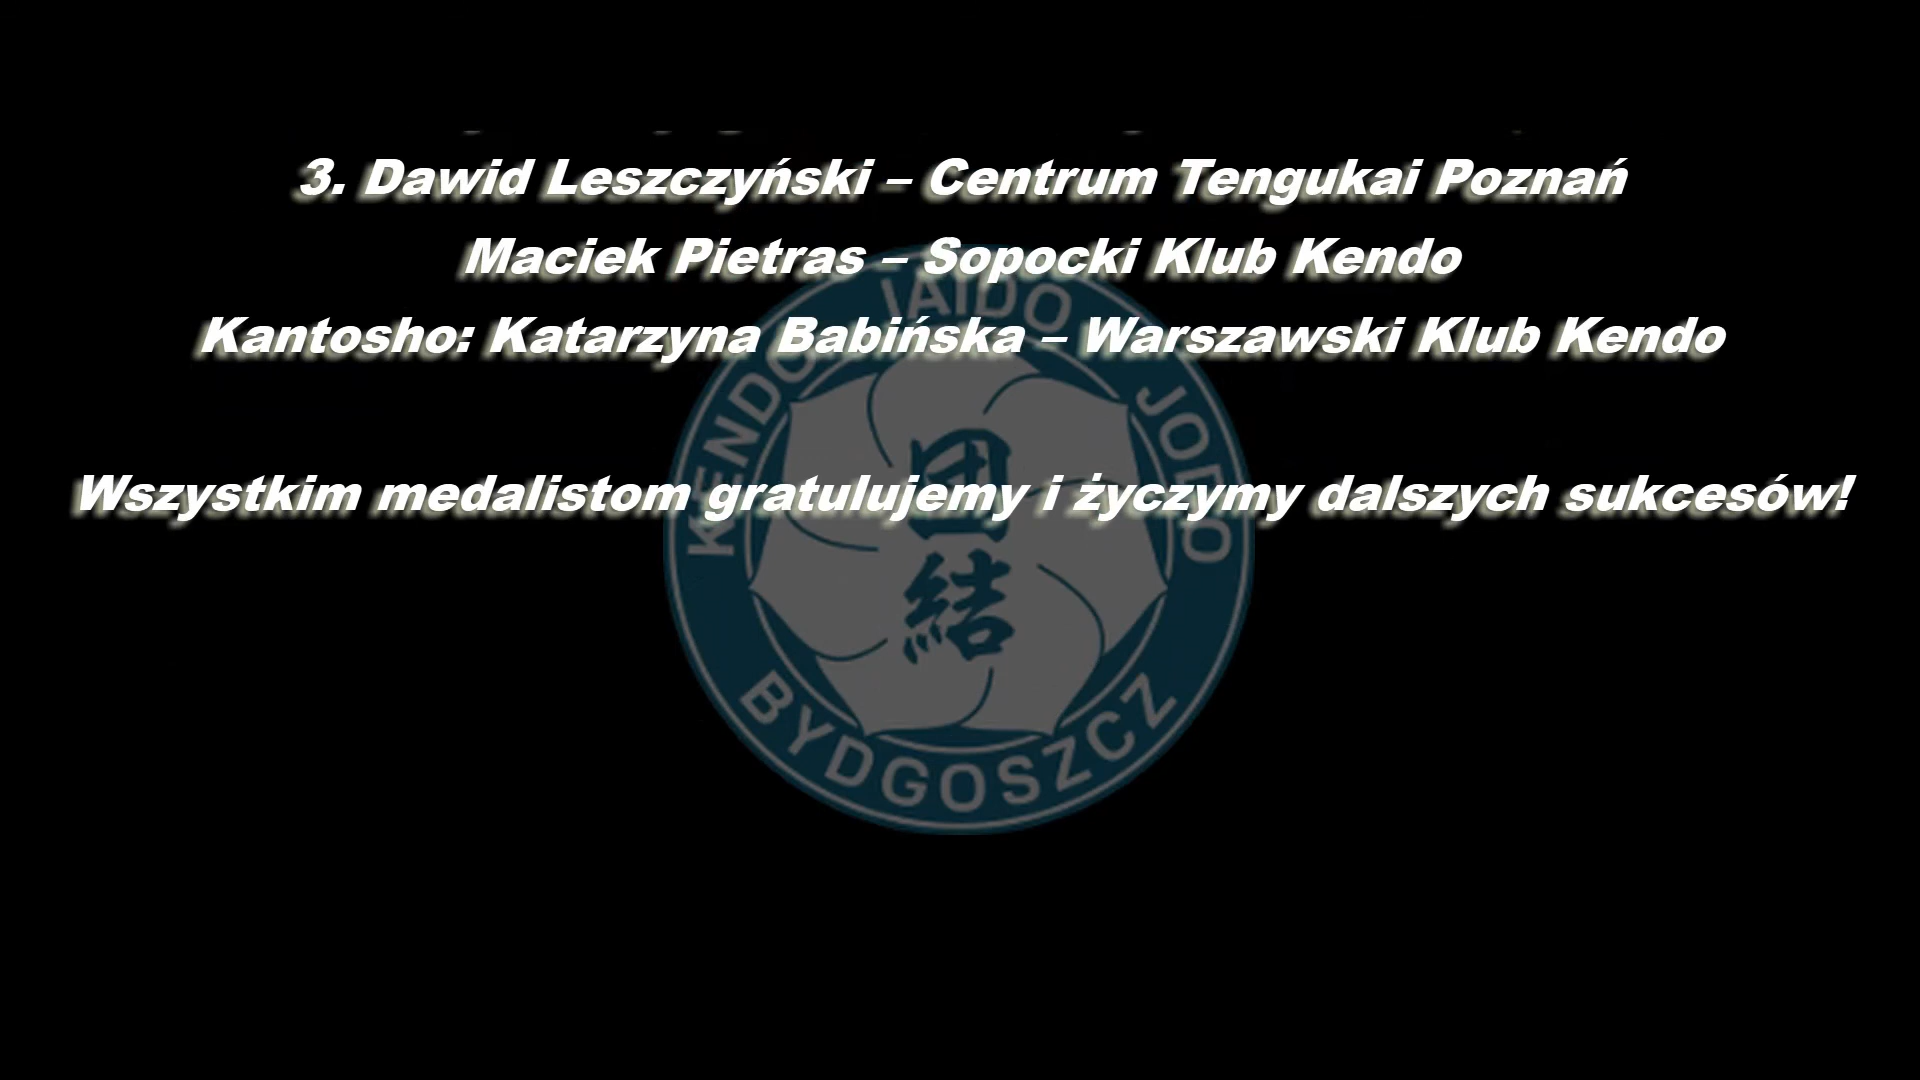 3. Dawid Leszczyński – Centrum Tengukai Poznań
Maciek Pietras – Sopocki Klub Kendo
Kantosho: Katarzyna Babińska – Warszawski Klub Kendo
Wszystkim medalistom gratulujemy i życzymy dalszych sukcesów!
KENDO IAIDO JODO
団結
BYDGOSZCZ